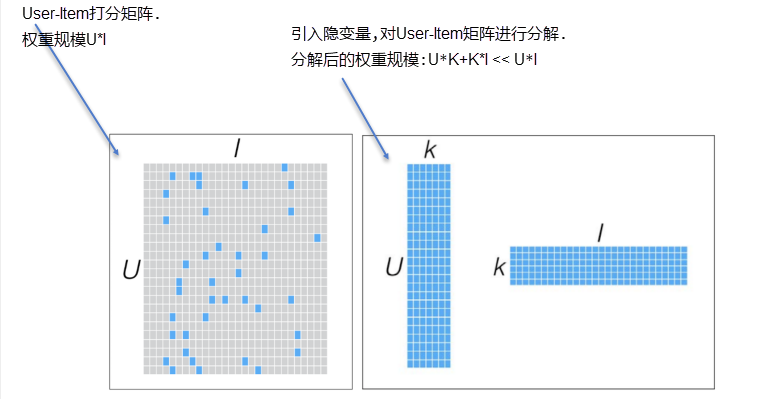 User-Item打分矩阵.
权重规模U*I
引入隐变量,对User-Item矩阵进行分解.
分解后的权重规模:U*K+K*I << U*I
I
U
k
U
I
k